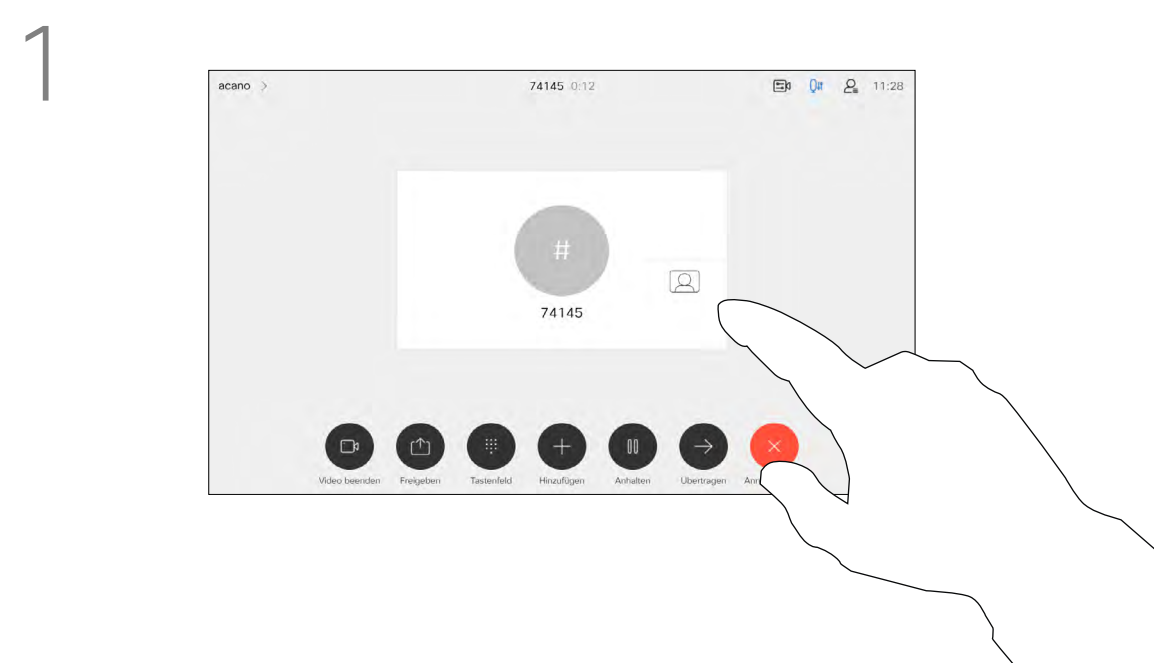 1
acano > 74145 0:12 11:28
#
74145
Video beenden Freigeben Tastenfeld Hinzufügen Anhalten Übertragen